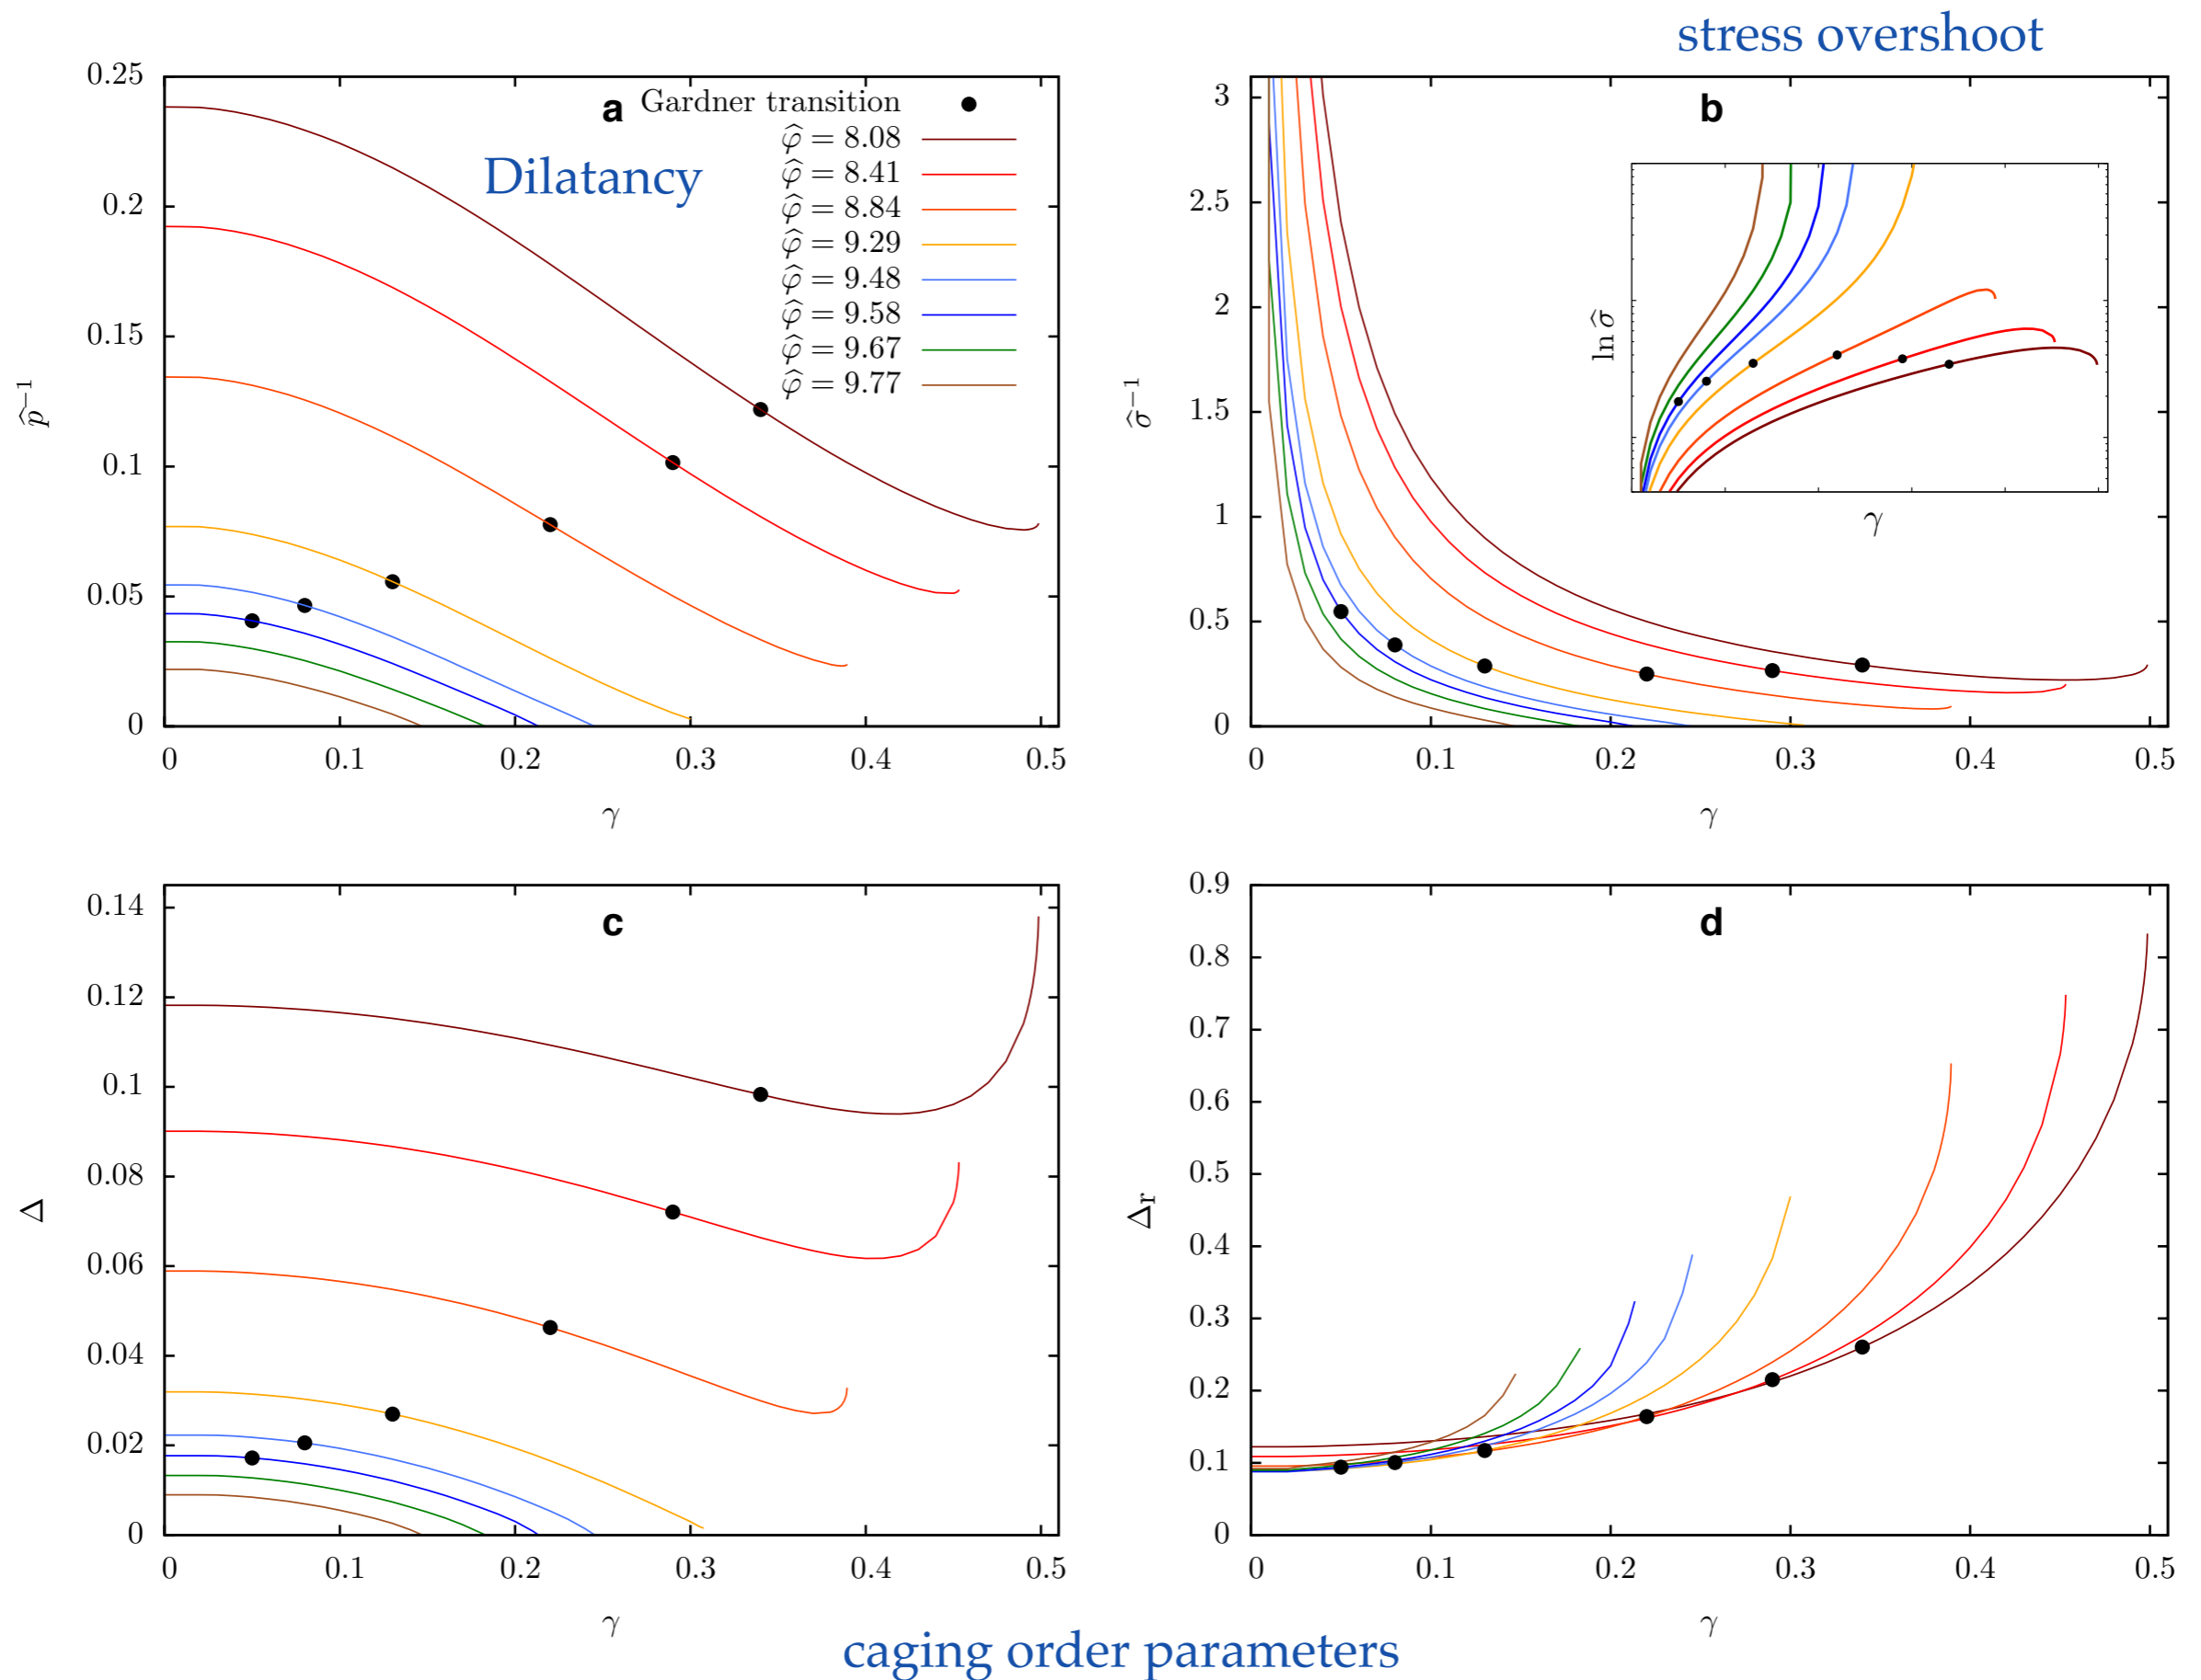 stress overshoot
a
Gardner transition
φ̂ = 8.08
φ̂ = 8.41
φ̂ = 8.84
φ̂ = 9.29
φ̂ = 9.48
φ̂ = 9.58
φ̂ = 9.67
φ̂ = 9.77
Dilatancy
0.25
0.2
0.15
0.1
0.05
0
p̂⁻¹
0 0.1 0.2 0.3 0.4 0.5
γ
b
3
2.5
2
1.5
1
0.5
0
σ̂⁻¹
ln σ̂
γ
0 0.1 0.2 0.3 0.4 0.5
γ
c
0.14
0.12
0.1
0.08
0.06
0.04
0.02
0
Δ
0 0.1 0.2 0.3 0.4 0.5
γ
d
0.9
0.8
0.7
0.6
0.5
0.4
0.3
0.2
0.1
0
Δr
0 0.1 0.2 0.3 0.4 0.5
γ
caging order parameters